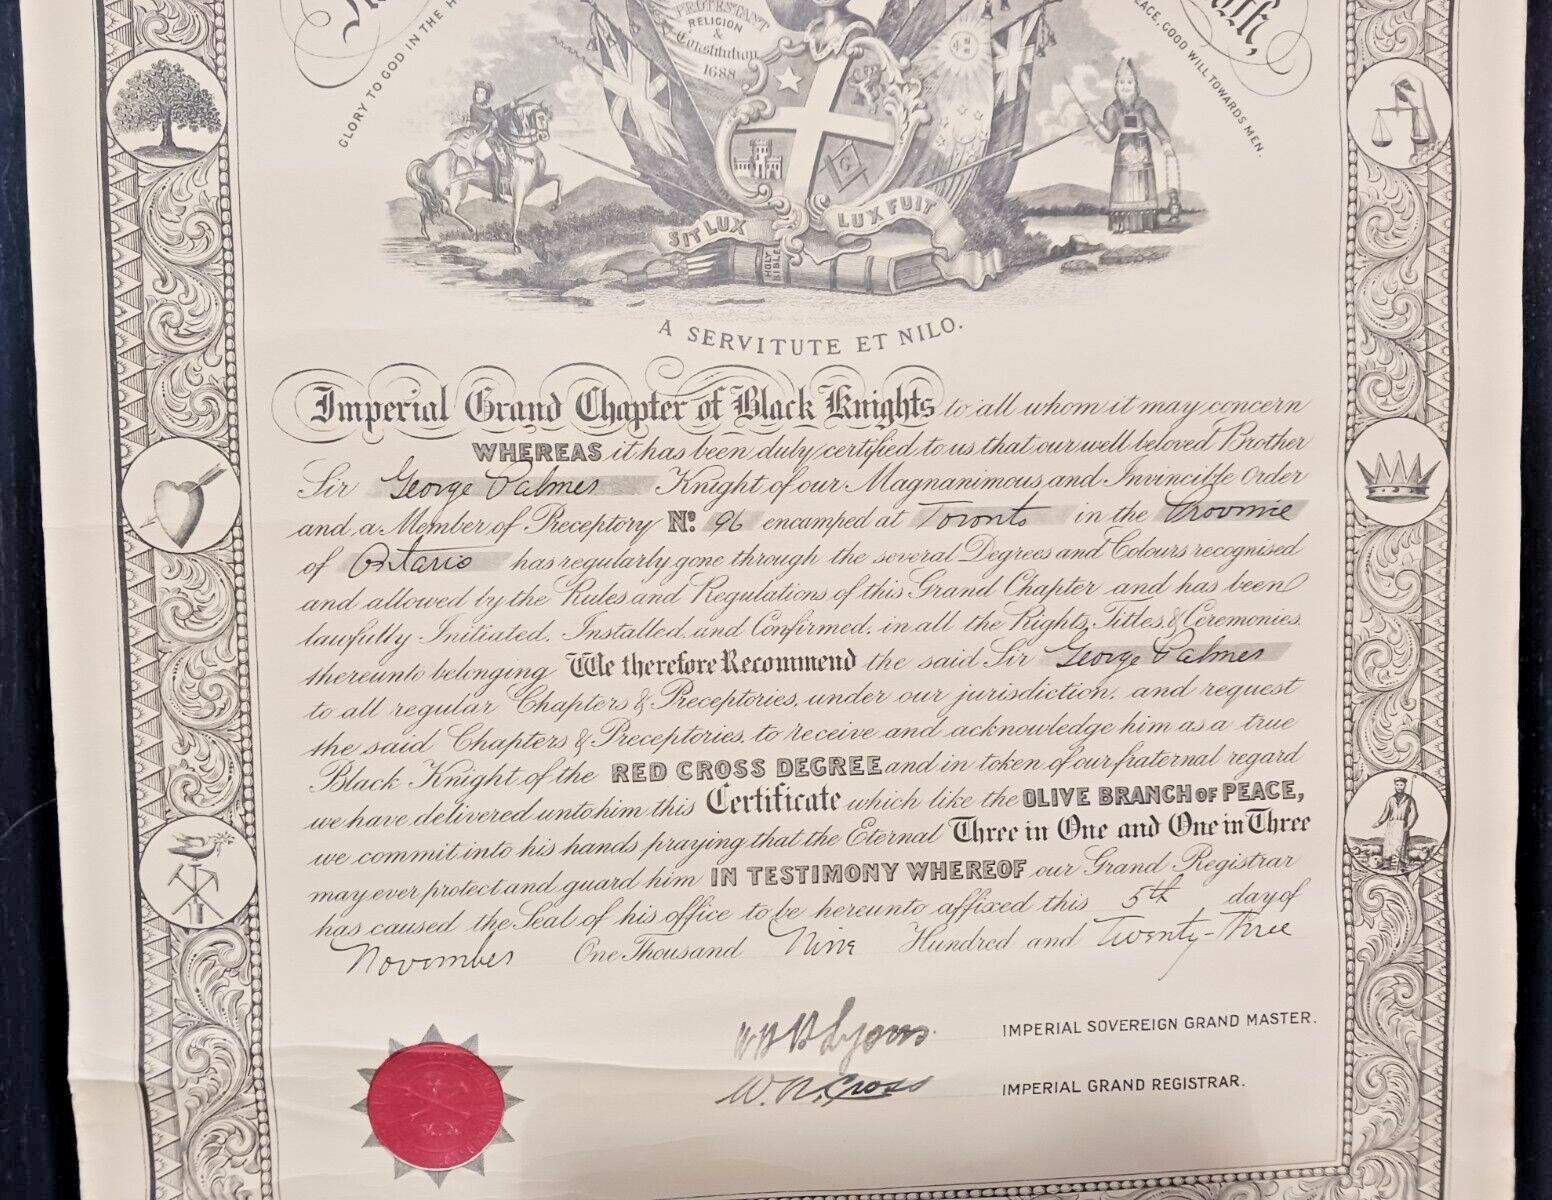 GLORY TO GOD IN THE
PEACE, GOOD WILL TOWARDS MEN.
PROTESTANT
RELIGION
&
Constitution
1688
G
SIT LUX
LUX FUIT
HOLY
BIBLE
A SERVITUTE ET NILO.
Imperial Grand Chapter of Black Knights to all whom it may concern
WHEREAS it has been duly certified to us that our well beloved Brother
Sir George Palmer Knight of our Magnanimous and Invincible Order
and a Member of Preceptory No. 96 encamped at Toronto in the Province
of Ontario has regularly gone through the several Degrees and Colours recognised
and allowed by the Rules and Regulations of this Grand Chapter and has been
lawfully Initiated, Installed, and Confirmed, in all the Rights, Titles, & Ceremonies
thereunto belonging We therefore Recommend the said Sir George Palmer
to all regular Chapters & Preceptories, under our jurisdiction, and request
the said Chapters & Preceptories, to receive and acknowledge him as a true
Black Knight of the RED CROSS DEGREE and in token of our fraternal regard
we have delivered unto him this Certificate which like the OLIVE BRANCH OF PEACE,
we commit into his hands praying that the Eternal Three in One and One in Three
may ever protect and guard him IN TESTIMONY WHEREOF our Grand Registrar
has caused the Seal of his office to be hereunto affixed this 5th day of
November One Thousand Nine Hundred and Twenty-Three
Lyons IMPERIAL SOVEREIGN GRAND MASTER.
W. R. Cross IMPERIAL GRAND REGISTRAR.